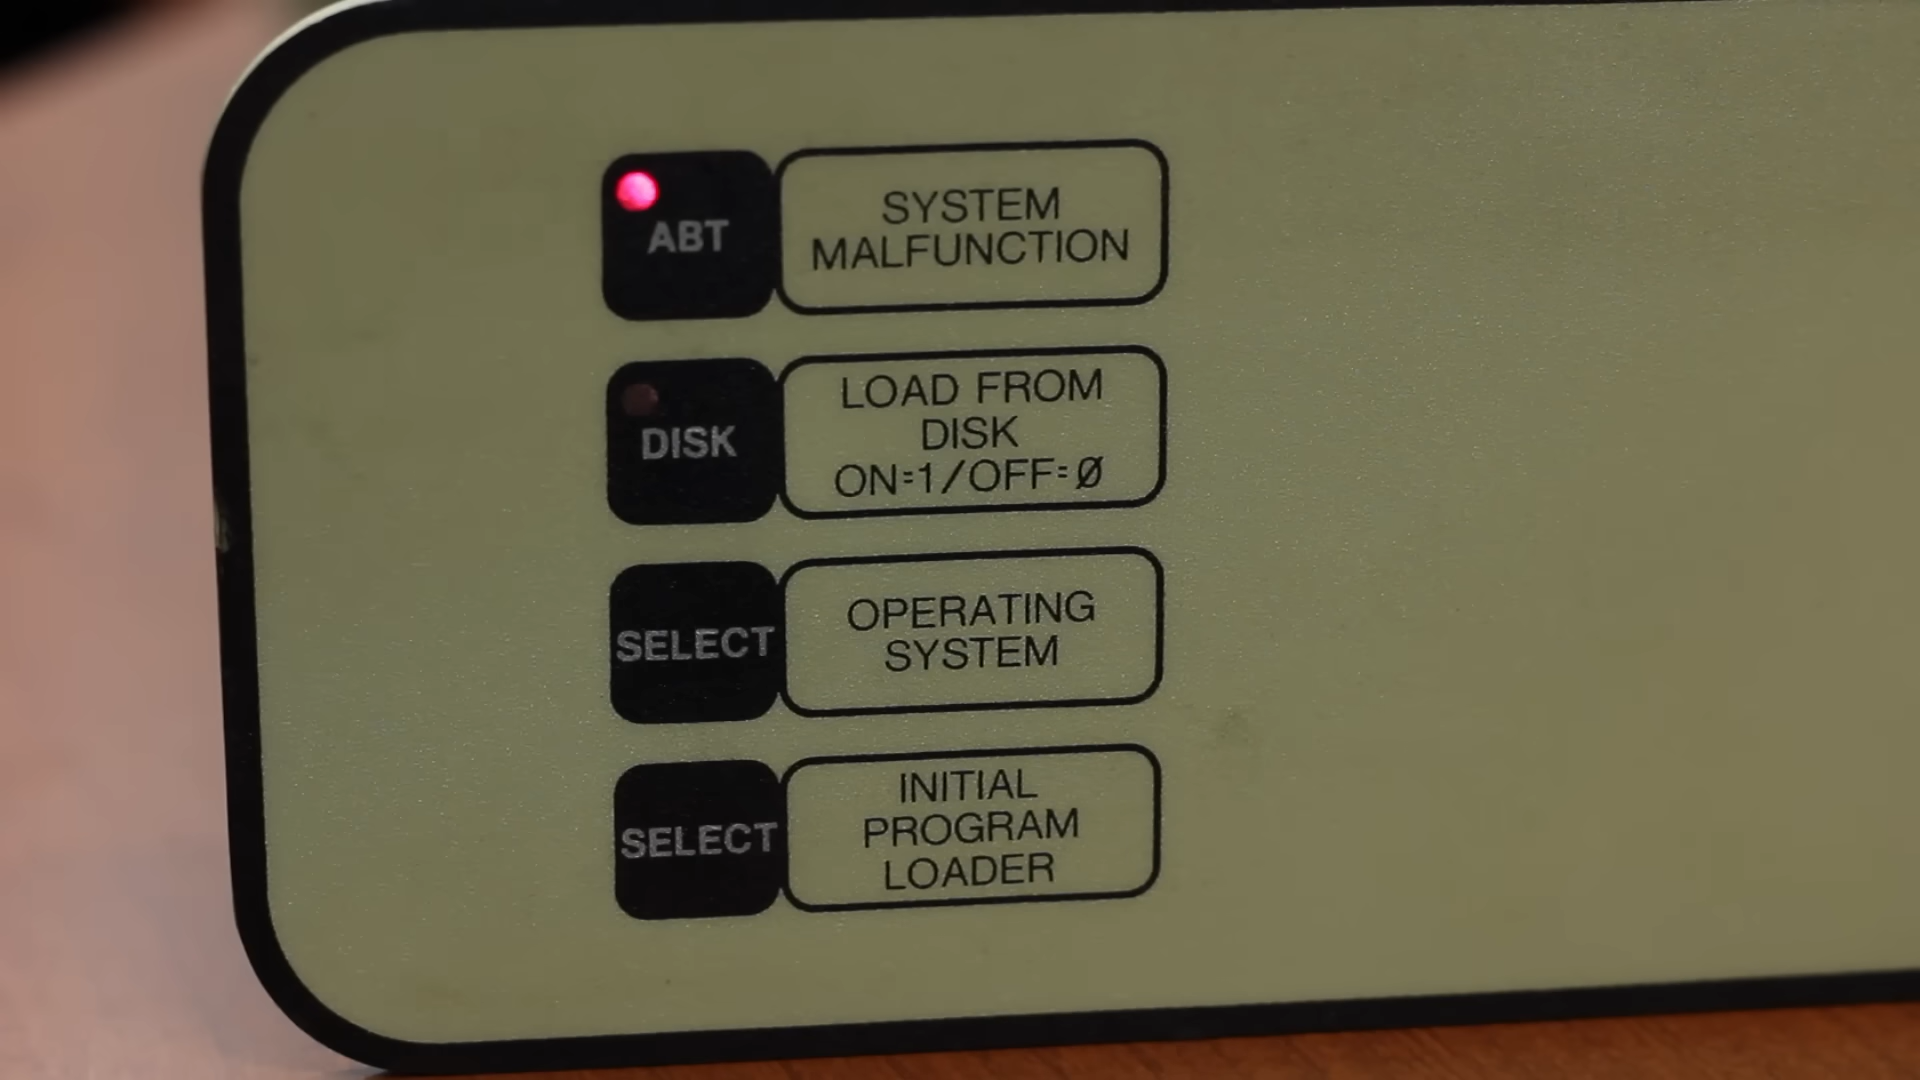 ABT
SYSTEM
MALFUNCTION
DISK
LOAD FROM
DISK
ON=1/OFF=Ø
SELECT
OPERATING
SYSTEM
SELECT
INITIAL
PROGRAM
LOADER